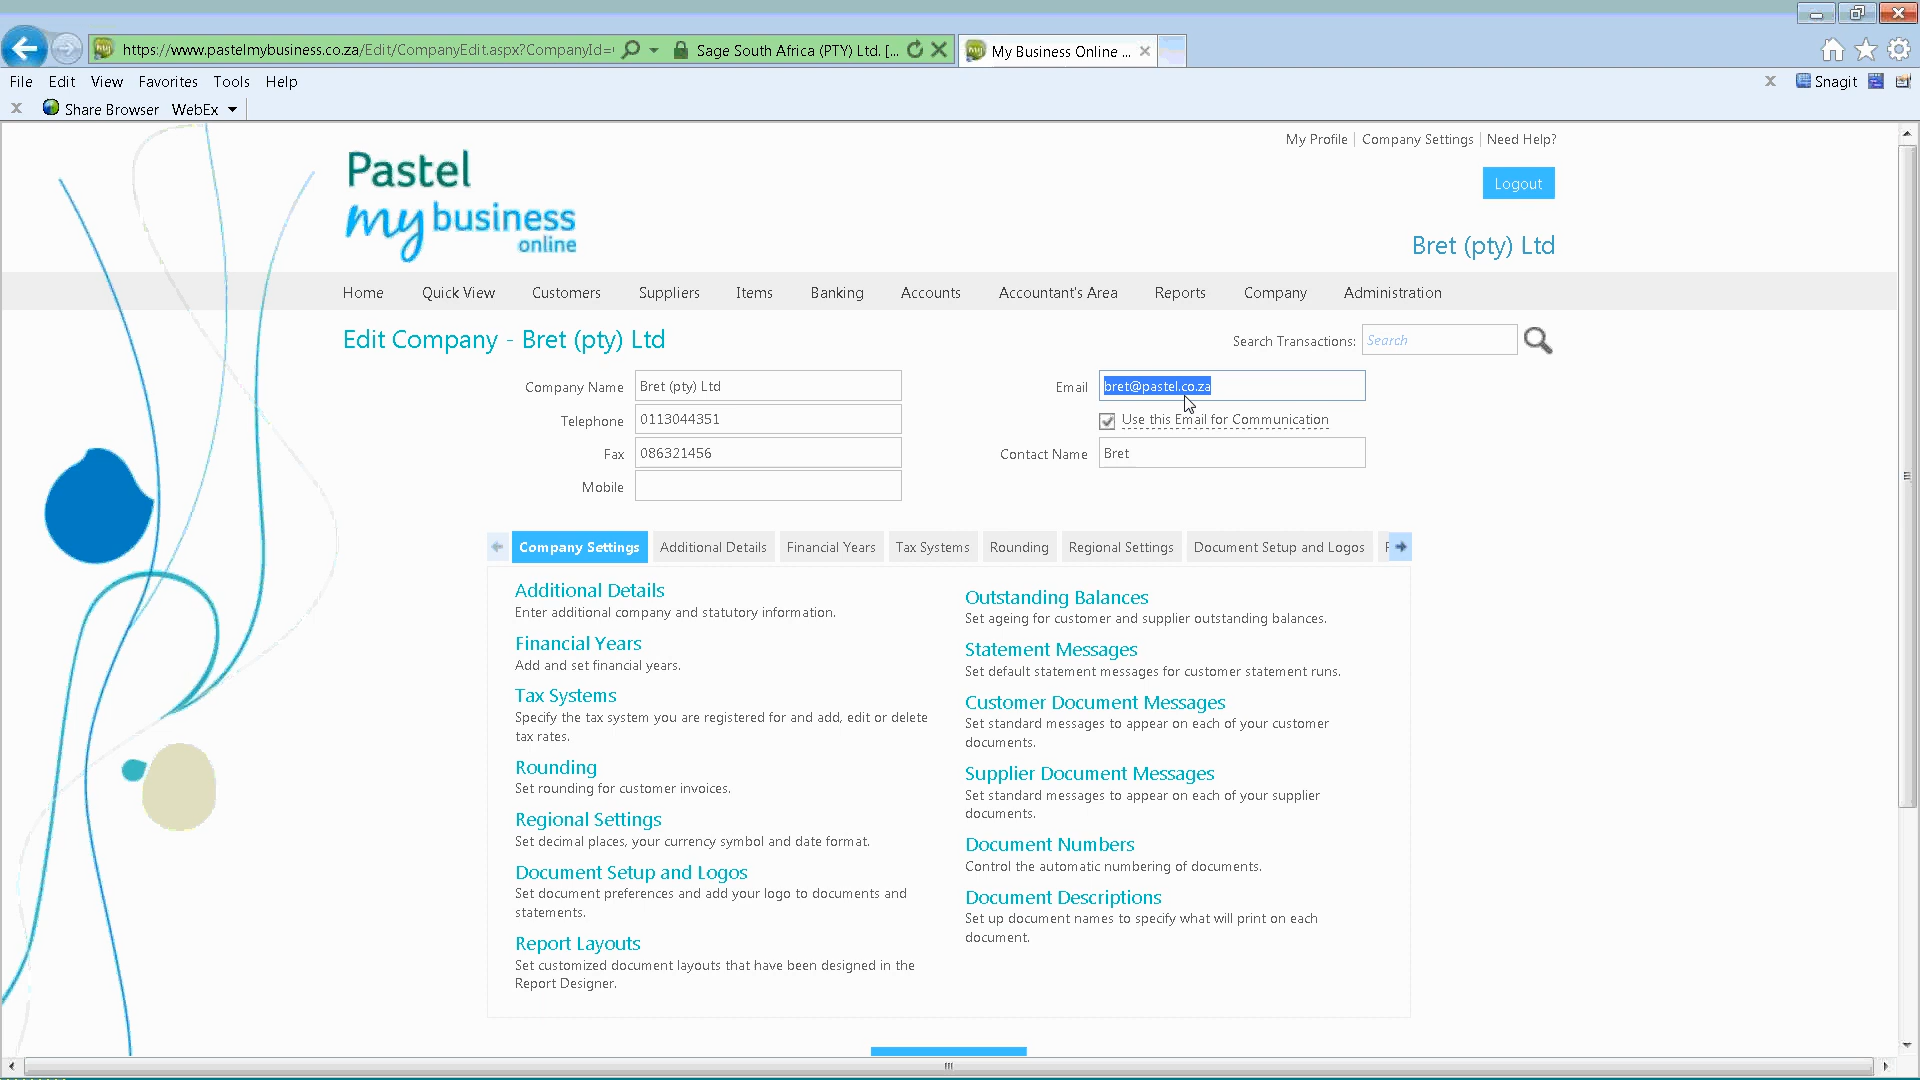 https://www.pastelmybusiness.co.za/Edit/CompanyEdit.aspx?CompanyId=
Sage South Africa (PTY) Ltd. [...
My Business Online ...
File Edit View Favorites Tools Help
Snagit
Share Browser WebEx
My Profile | Company Settings | Need Help?
Pastel
my business
online
Logout
Bret (pty) Ltd
Home Quick View Customers Suppliers Items Banking Accounts Accountant's Area Reports Company Administration
Edit Company - Bret (pty) Ltd
Search Transactions: Search
Company Name Bret (pty) Ltd
Email bret@pastel.co.za
Telephone 0113044351
Use this Email for Communication
Fax 086321456
Contact Name Bret
Mobile
Company Settings Additional Details Financial Years Tax Systems Rounding Regional Settings Document Setup and Logos
Additional Details
Enter additional company and statutory information.
Financial Years
Add and set financial years.
Tax Systems
Specify the tax system you are registered for and add, edit or delete
tax rates.
Rounding
Set rounding for customer invoices.
Regional Settings
Set decimal places, your currency symbol and date format.
Document Setup and Logos
Set document preferences and add your logo to documents and
statements.
Report Layouts
Set customized document layouts that have been designed in the
Report Designer.
Outstanding Balances
Set ageing for customer and supplier outstanding balances.
Statement Messages
Set default statement messages for customer statement runs.
Customer Document Messages
Set standard messages to appear on each of your customer
documents.
Supplier Document Messages
Set standard messages to appear on each of your supplier
documents.
Document Numbers
Control the automatic numbering of documents.
Document Descriptions
Set up document names to specify what will print on each
document.